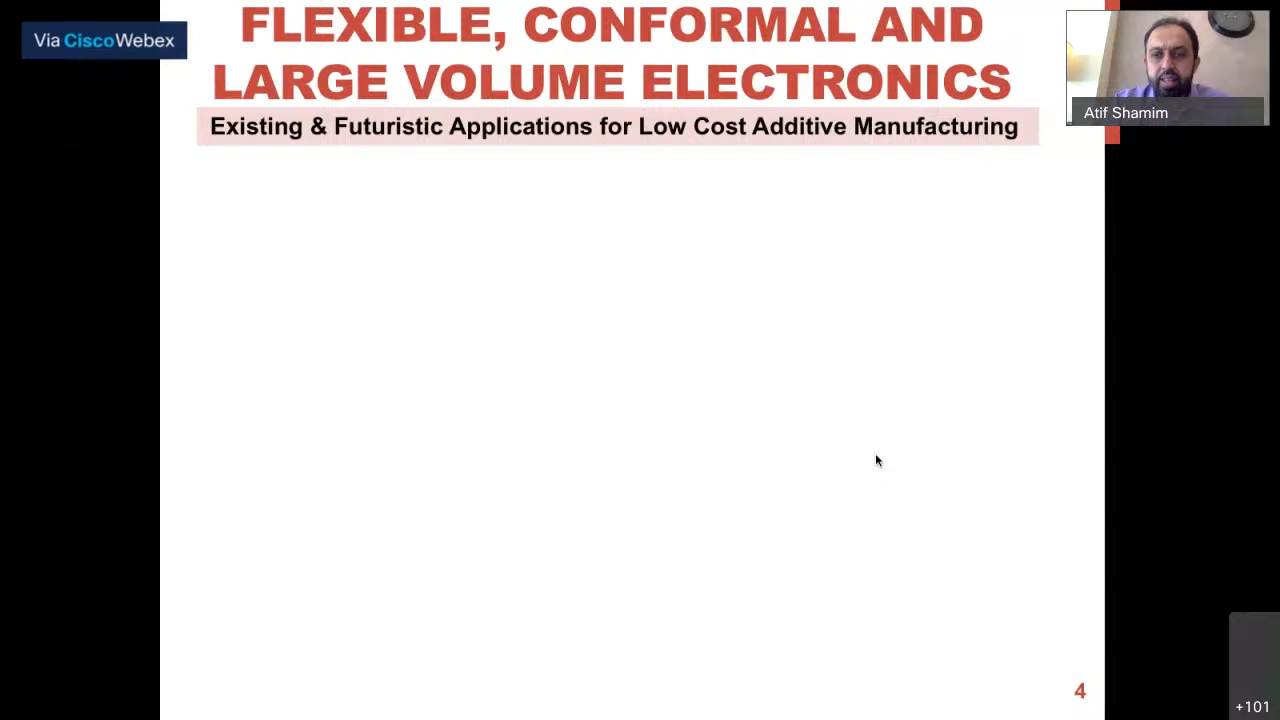 Via CiscoWebex
FLEXIBLE, CONFORMAL AND
LARGE VOLUME ELECTRONICS
Existing & Futuristic Applications for Low Cost Additive Manufacturing
Atif Shamim
4
+101